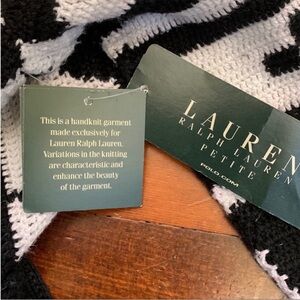 This is a handknit garment
made exclusively for
Lauren Ralph Lauren.
Variations in the knitting
are characteristic and
enhance the beauty
of the garment.
LAUREN
RALPH LAUREN
PETITE
POLO.COM